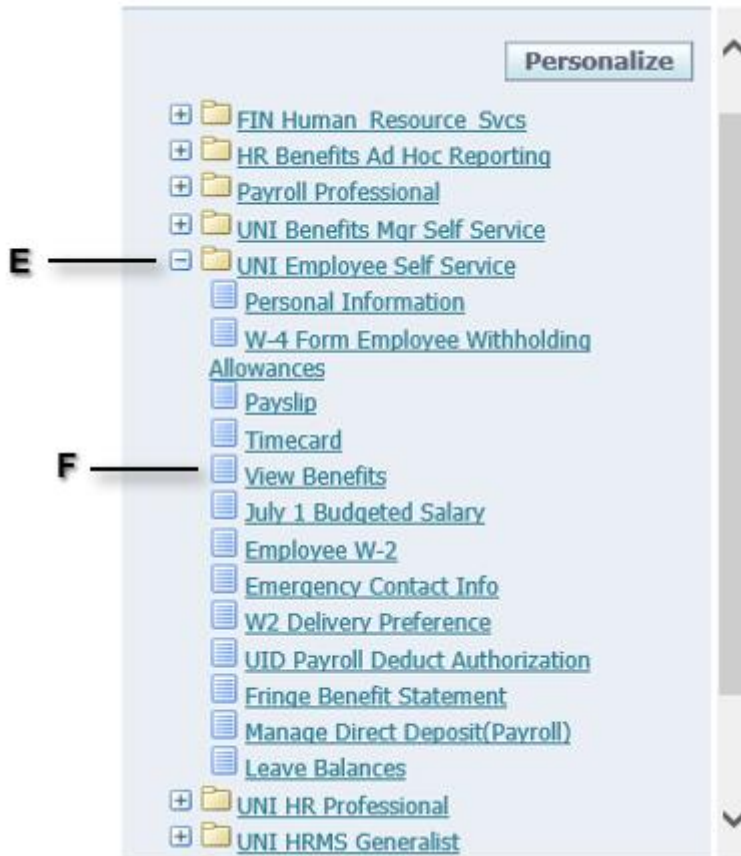 Personalize
FIN Human_Resource_Svcs
HR Benefits Ad Hoc Reporting
Payroll Professional
UNI Benefits Mgr Self Service
E
UNI Employee Self Service
Personal Information
W-4 Form Employee Withholding
Allowances
Payslip
Timecard
F
View Benefits
July 1 Budgeted Salary
Employee W-2
Emergency Contact Info
W2 Delivery Preference
UID Payroll Deduct Authorization
Fringe Benefit Statement
Manage Direct Deposit(Payroll)
Leave Balances
UNI HR Professional
UNI HRMS Generalist